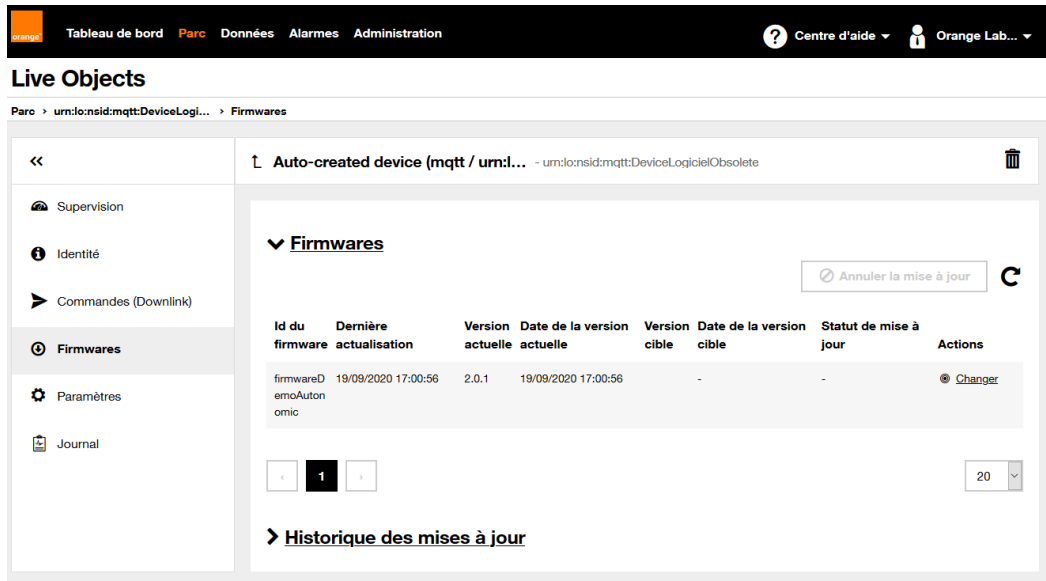 orange
Tableau de bord Parc Données Alarmes Administration
? Centre d'aide Orange Lab...
Live Objects
Parc > urn:lo:nsid:mqtt:DeviceLogi... > Firmwares
Auto-created device (mqtt / urn:l... - urn:lo:nsid:mqtt:DeviceLogicielObsolete
Supervision
Identité
Commandes (Downlink)
Firmwares
Paramètres
Journal
Firmwares
Annuler la mise à jour
Id du Dernière Version Date de la version Version Date de la version Statut de mise à
firmware actualisation actuelle actuelle cible cible jour Actions
firmwareD 19/09/2020 17:00:56 2.0.1 19/09/2020 17:00:56 - - Changer
emoAuton
omic
‹ 1 › 20
Historique des mises à jour